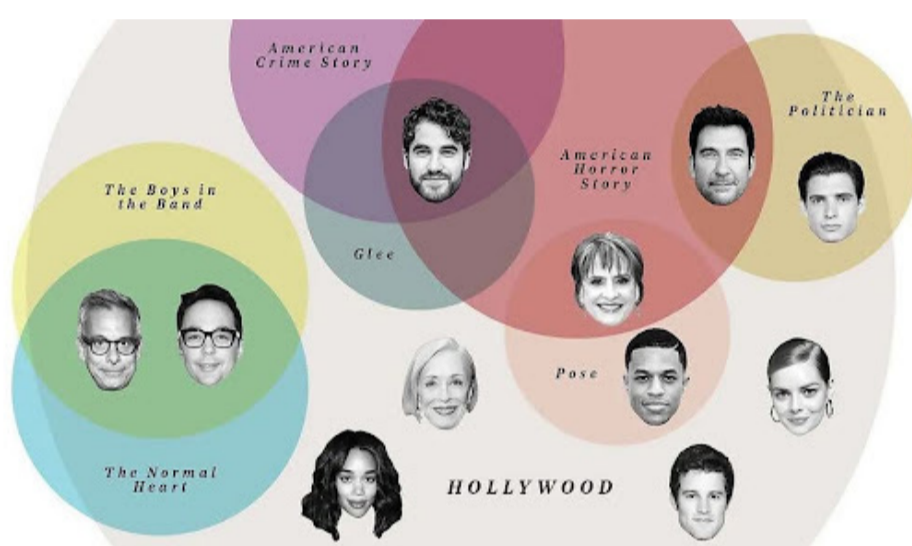 American
Crime Story
The
Politician
American
Horror
Story
The Boys in
the Band
Glee
Pose
The Normal
Heart
HOLLYWOOD